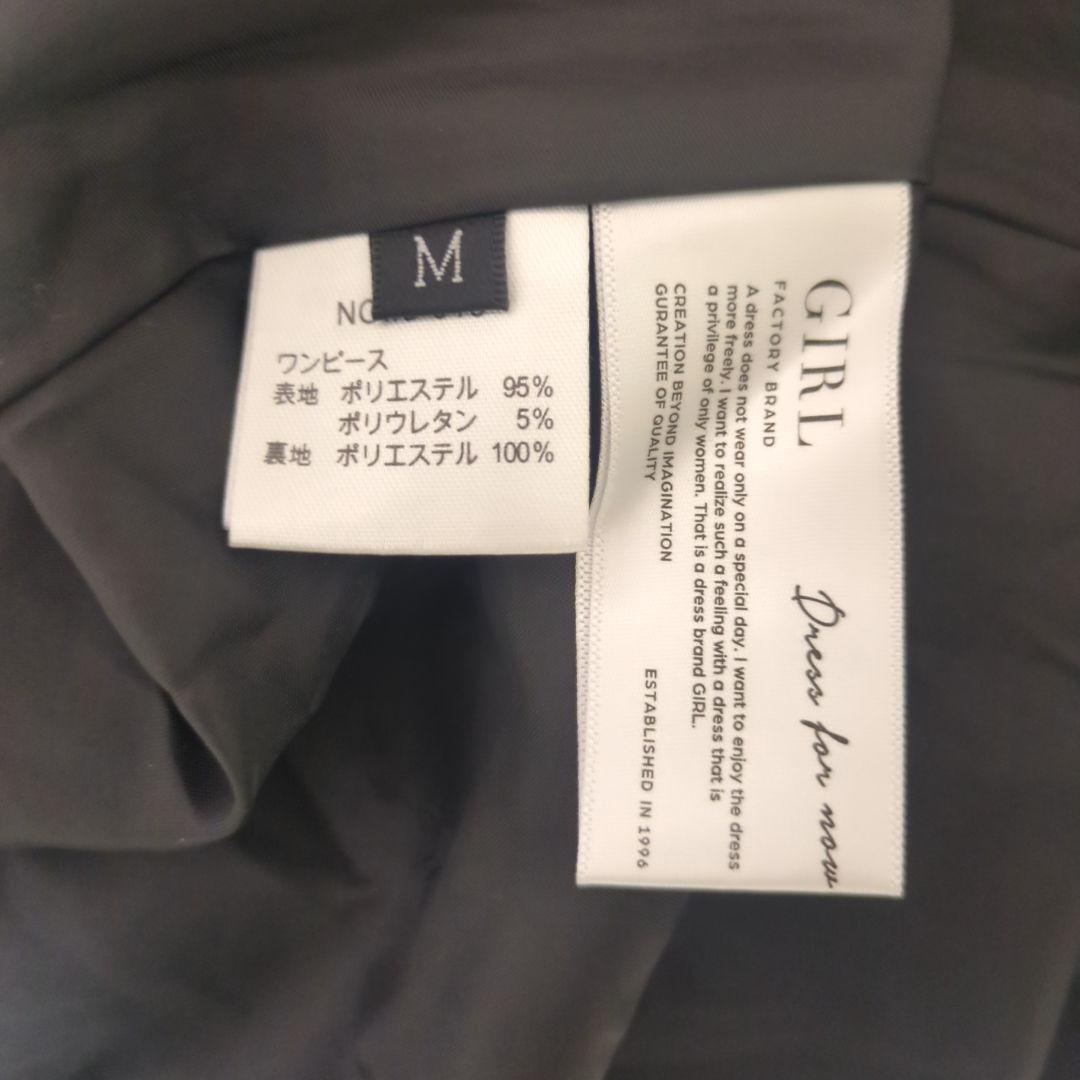 M
ワンピース
表地 ポリエステル 95%
ポリウレタン 5%
裏地 ポリエステル 100%
GIRL
FACTORY BRAND
Dress for now
A dress does not wear only on a special day. I want to enjoy the dress
more freely. I want to realize such a feeling with a dress that is
a privilege of only women. That is a dress brand GIRL.
CREATION BEYOND IMAGINATION
GURANTEE OF QUALITY
ESTABLISHED IN 1996